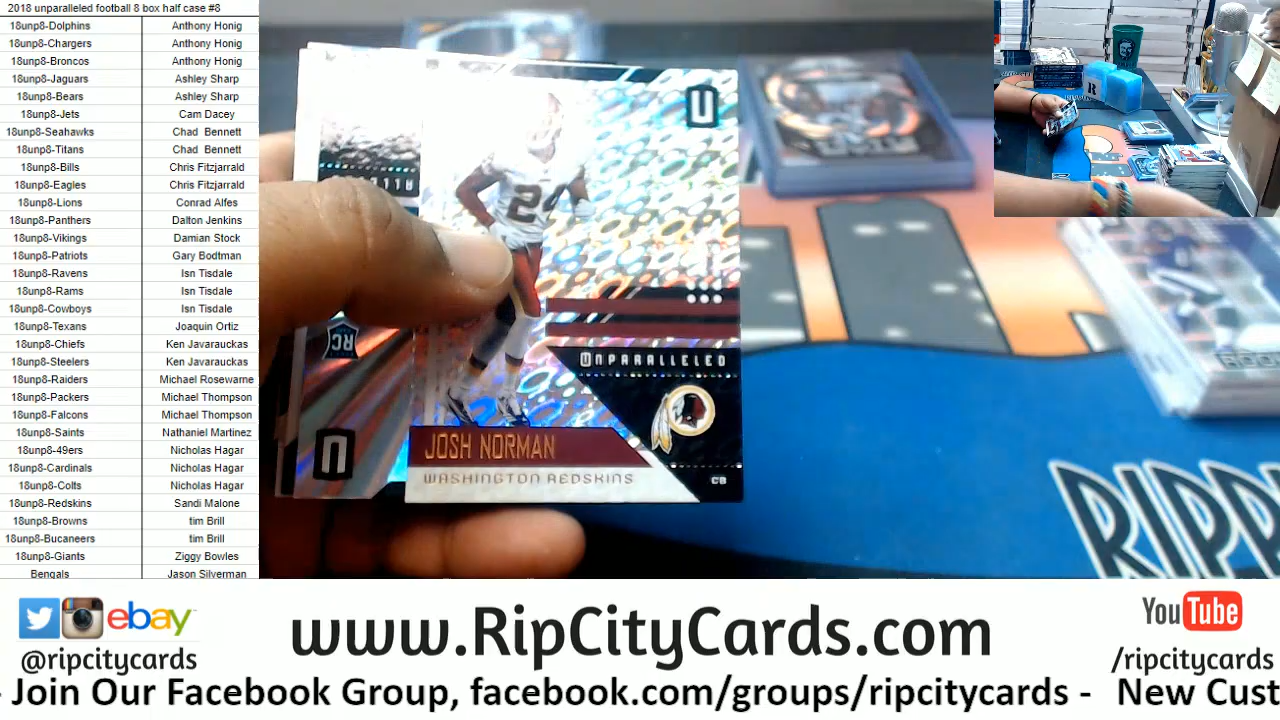 2018 unparalleled football 8 box half case #8
18unp8-Dolphins Anthony Honig
18unp8-Chargers Anthony Honig
18unp8-Broncos Anthony Honig
18unp8-Jaguars Ashley Sharp
18unp8-Bears Ashley Sharp
18unp8-Jets Cam Dacey
18unp8-Seahawks Chad Bennett
18unp8-Titans Chad Bennett
18unp8-Bills Chris Fitzjarrald
18unp8-Eagles Chris Fitzjarrald
18unp8-Lions Conrad Alfes
18unp8-Panthers Dalton Jenkins
18unp8-Vikings Damian Stock
18unp8-Patriots Gary Bodtman
18unp8-Ravens Isn Tisdale
18unp8-Rams Isn Tisdale
18unp8-Cowboys Isn Tisdale
18unp8-Texans Joaquin Ortiz
18unp8-Chiefs Ken Javarauckas
18unp8-Steelers Ken Javarauckas
18unp8-Raiders Michael Rosewarne
18unp8-Packers Michael Thompson
18unp8-Falcons Michael Thompson
18unp8-Saints Nathaniel Martinez
18unp8-49ers Nicholas Hagar
18unp8-Cardinals Nicholas Hagar
18unp8-Colts Nicholas Hagar
18unp8-Redskins Sandi Malone
18unp8-Browns tim Brill
18unp8-Bucaneers tim Brill
18unp8-Giants Ziggy Bowles
Bengals Jason Silverman
U
24
UNPARALLELED
JOSH NORMAN
WASHINGTON REDSKINS
CB
RC
U
RIPP
ebay
@ripcitycards
www.RipCityCards.com
YouTube
/ripcitycards
- Join Our Facebook Group, facebook.com/groups/ripcitycards - New Cust